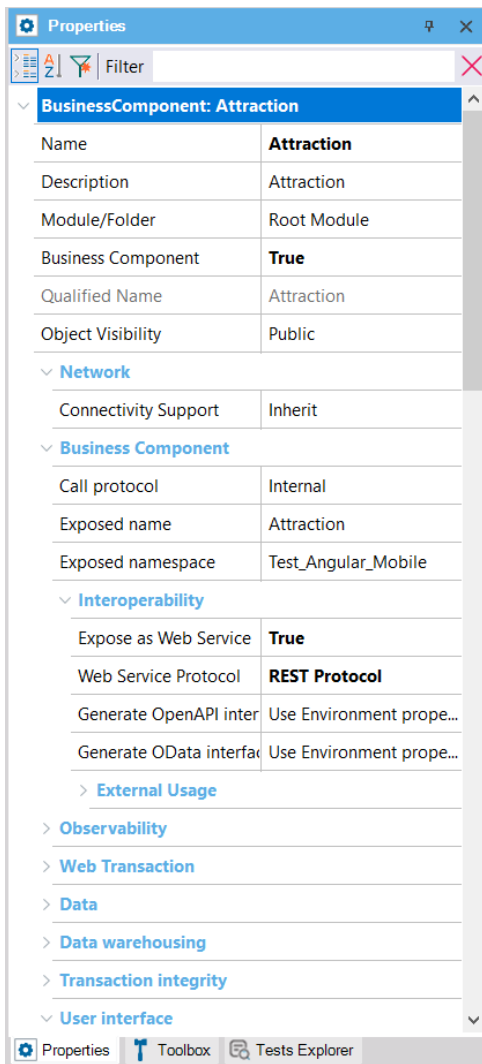 Properties
Filter
BusinessComponent: Attraction
Name Attraction
Description Attraction
Module/Folder Root Module
Business Component True
Qualified Name Attraction
Object Visibility Public
Network
Connectivity Support Inherit
Business Component
Call protocol Internal
Exposed name Attraction
Exposed namespace Test_Angular_Mobile
Interoperability
Expose as Web Service True
Web Service Protocol REST Protocol
Generate OpenAPI inter Use Environment prope...
Generate OData interfac Use Environment prope...
External Usage
Observability
Web Transaction
Data
Data warehousing
Transaction integrity
User interface
Properties Toolbox Tests Explorer